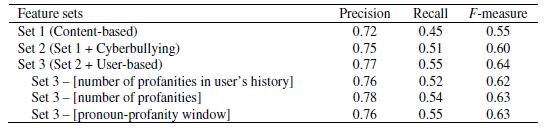 Feature sets Precision Recall F-measure
Set 1 (Content-based) 0.72 0.45 0.55
Set 2 (Set 1 + Cyberbullying) 0.75 0.51 0.60
Set 3 (Set 2 + User-based) 0.77 0.55 0.64
Set 3 – [number of profanities in user's history] 0.76 0.52 0.62
Set 3 – [number of profanities] 0.78 0.54 0.63
Set 3 – [pronoun-profanity window] 0.76 0.55 0.63